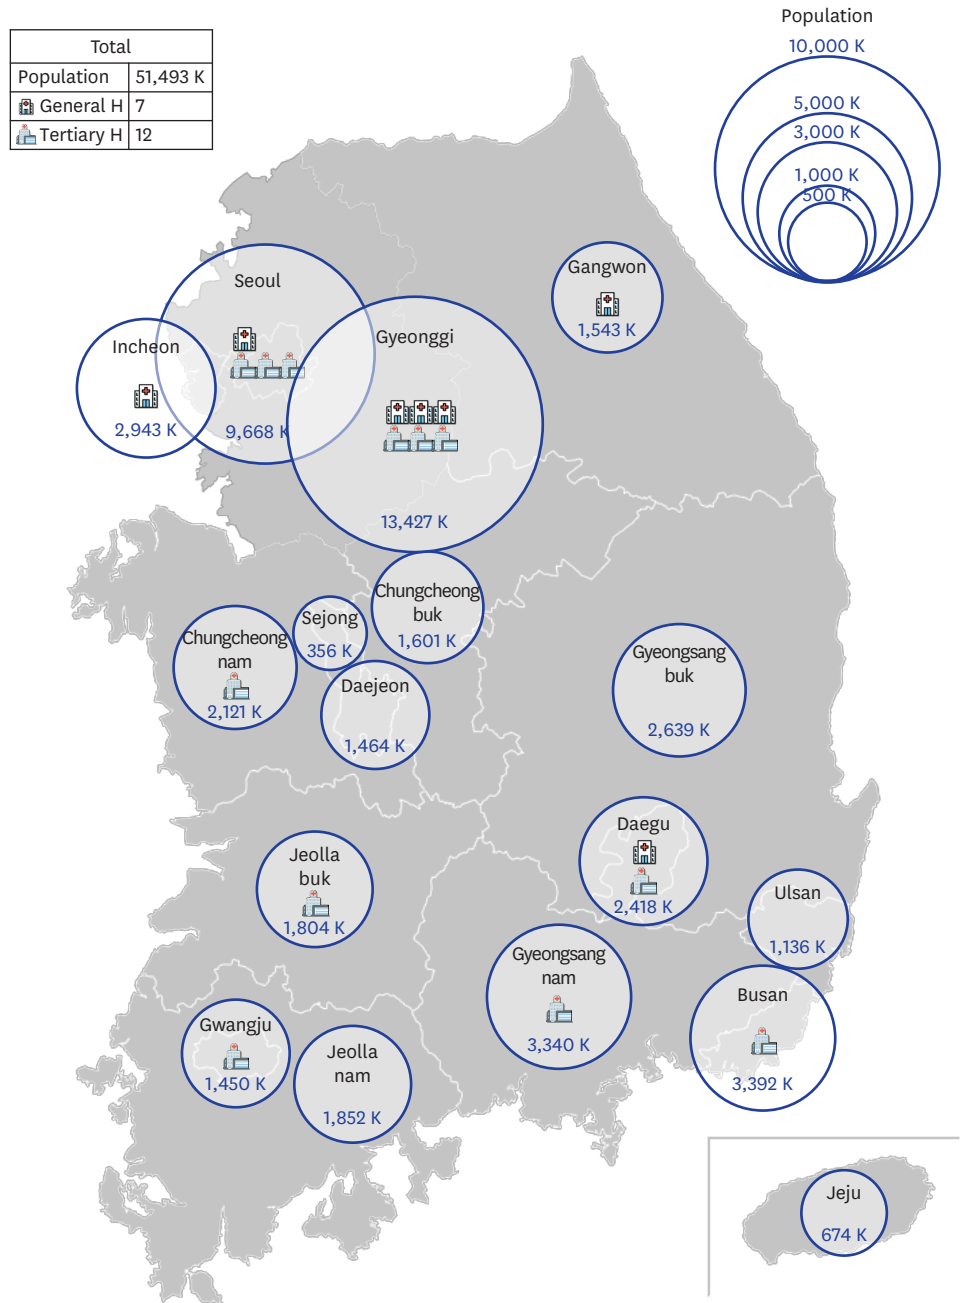 Total
Population 51,493 K
General H 7
Tertiary H 12
Population
10,000 K
5,000 K
3,000 K
1,000 K
500 K
Seoul
9,668 K
Incheon
2,943 K
Gyeonggi
13,427 K
Gangwon
1,543 K
Chungcheong
buk
1,601 K
Sejong
356 K
Chungcheong
nam
2,121 K
Daejeon
1,464 K
Gyeongsang
buk
2,639 K
Daegu
2,418 K
Jeolla
buk
1,804 K
Ulsan
1,136 K
Gyeongsang
nam
3,340 K
Busan
3,392 K
Gwangju
1,450 K
Jeolla
nam
1,852 K
Jeju
674 K